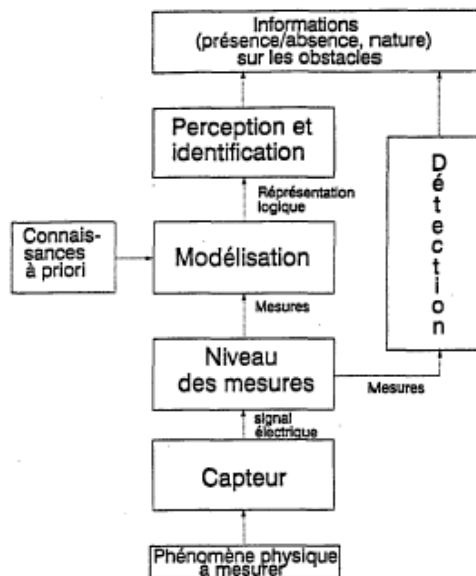 Informations
(présence/absence, nature)
sur les obstacles
Perception et
identification
Réprésentation
logique
Connais-
sances
à priori
Modélisation
Détection
Mesures
Niveau
des mesures
Mesures
signal
électrique
Capteur
Phénomène physique
à mesurer